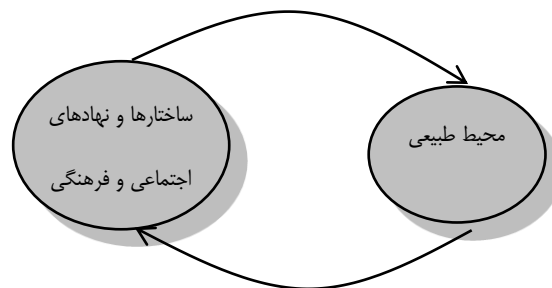 ساختارها و نهادهای
اجتماعی و فرهنگی
محیط طبیعی